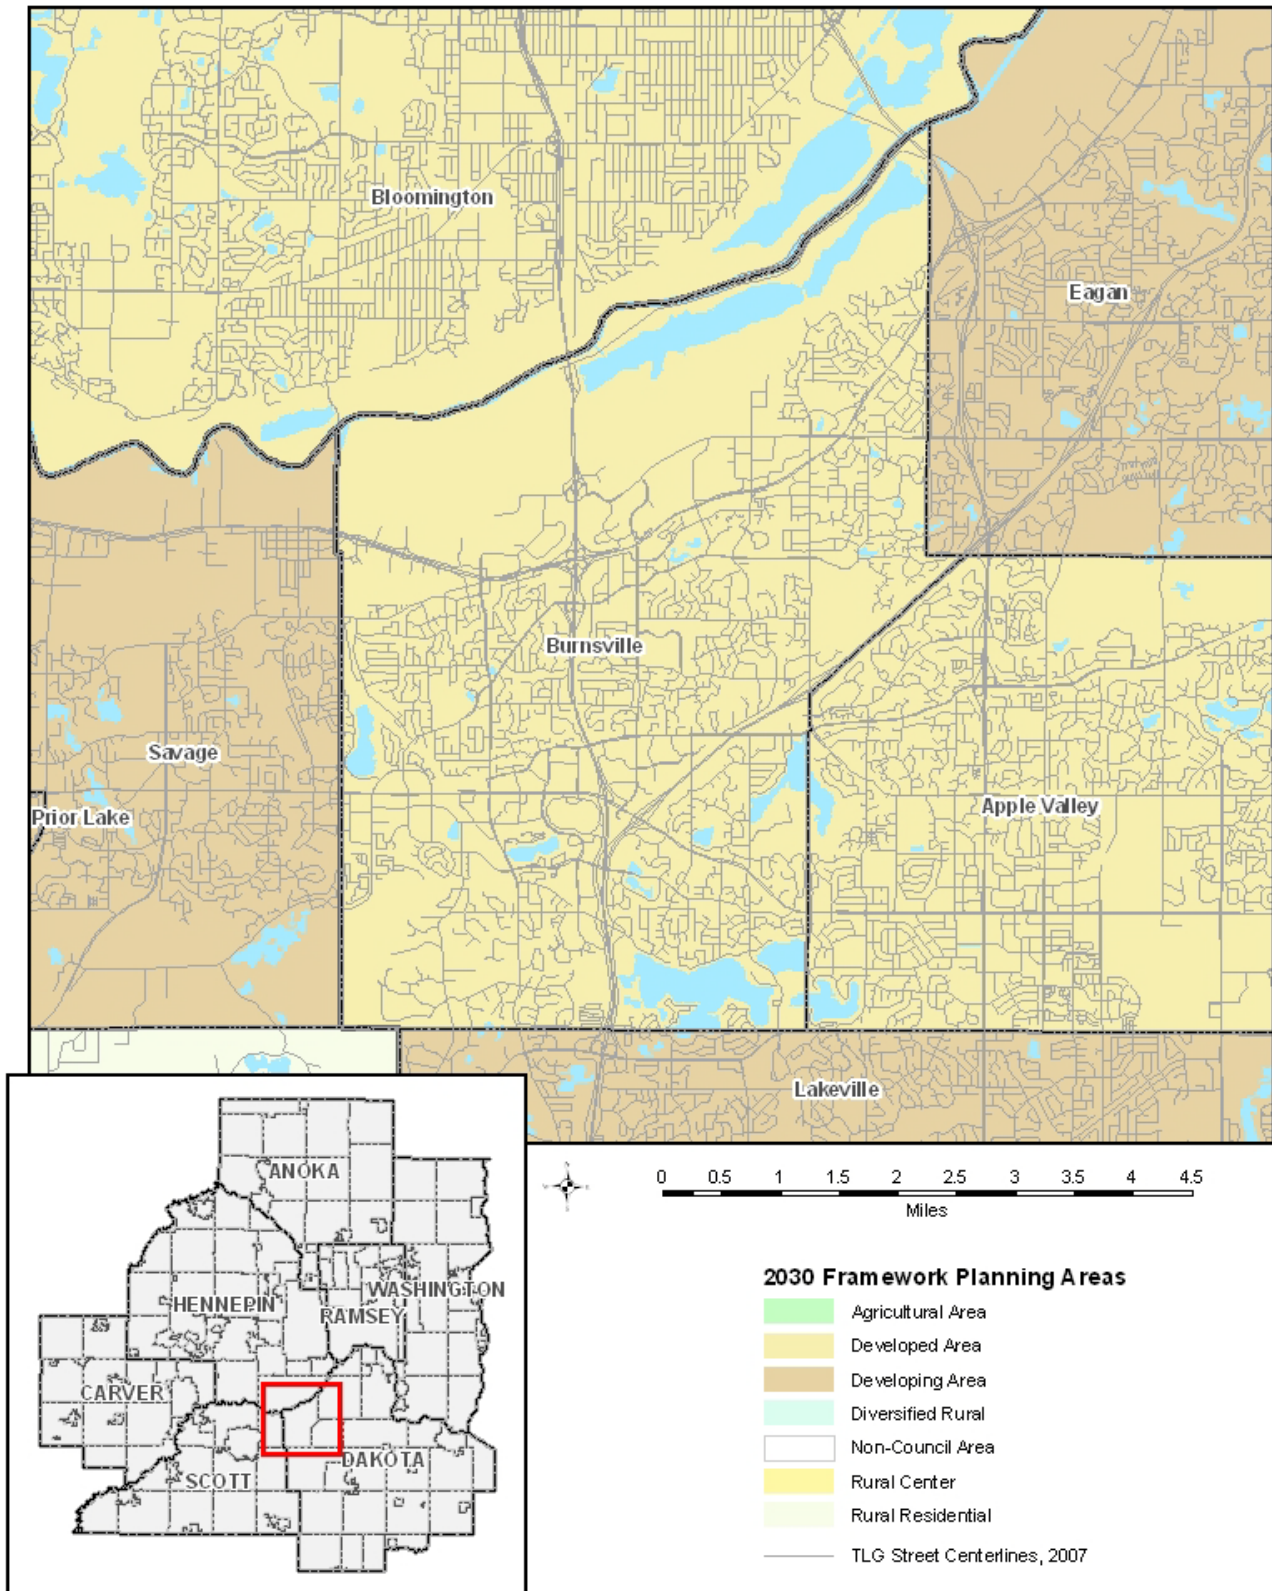 Bloomington
Eagan
Burnsville
Savage
Prior Lake
Apple Valley
Lakeville
ANOKA
WASHINGTON
HENNEPIN
RAMSEY
CARVER
DAKOTA
SCOTT
0 0.5 1 1.5 2 2.5 3 3.5 4 4.5
Miles
2030 Framework Planning Areas
Agricultural Area
Developed Area
Developing Area
Diversified Rural
Non-Council Area
Rural Center
Rural Residential
TLG Street Centerlines, 2007